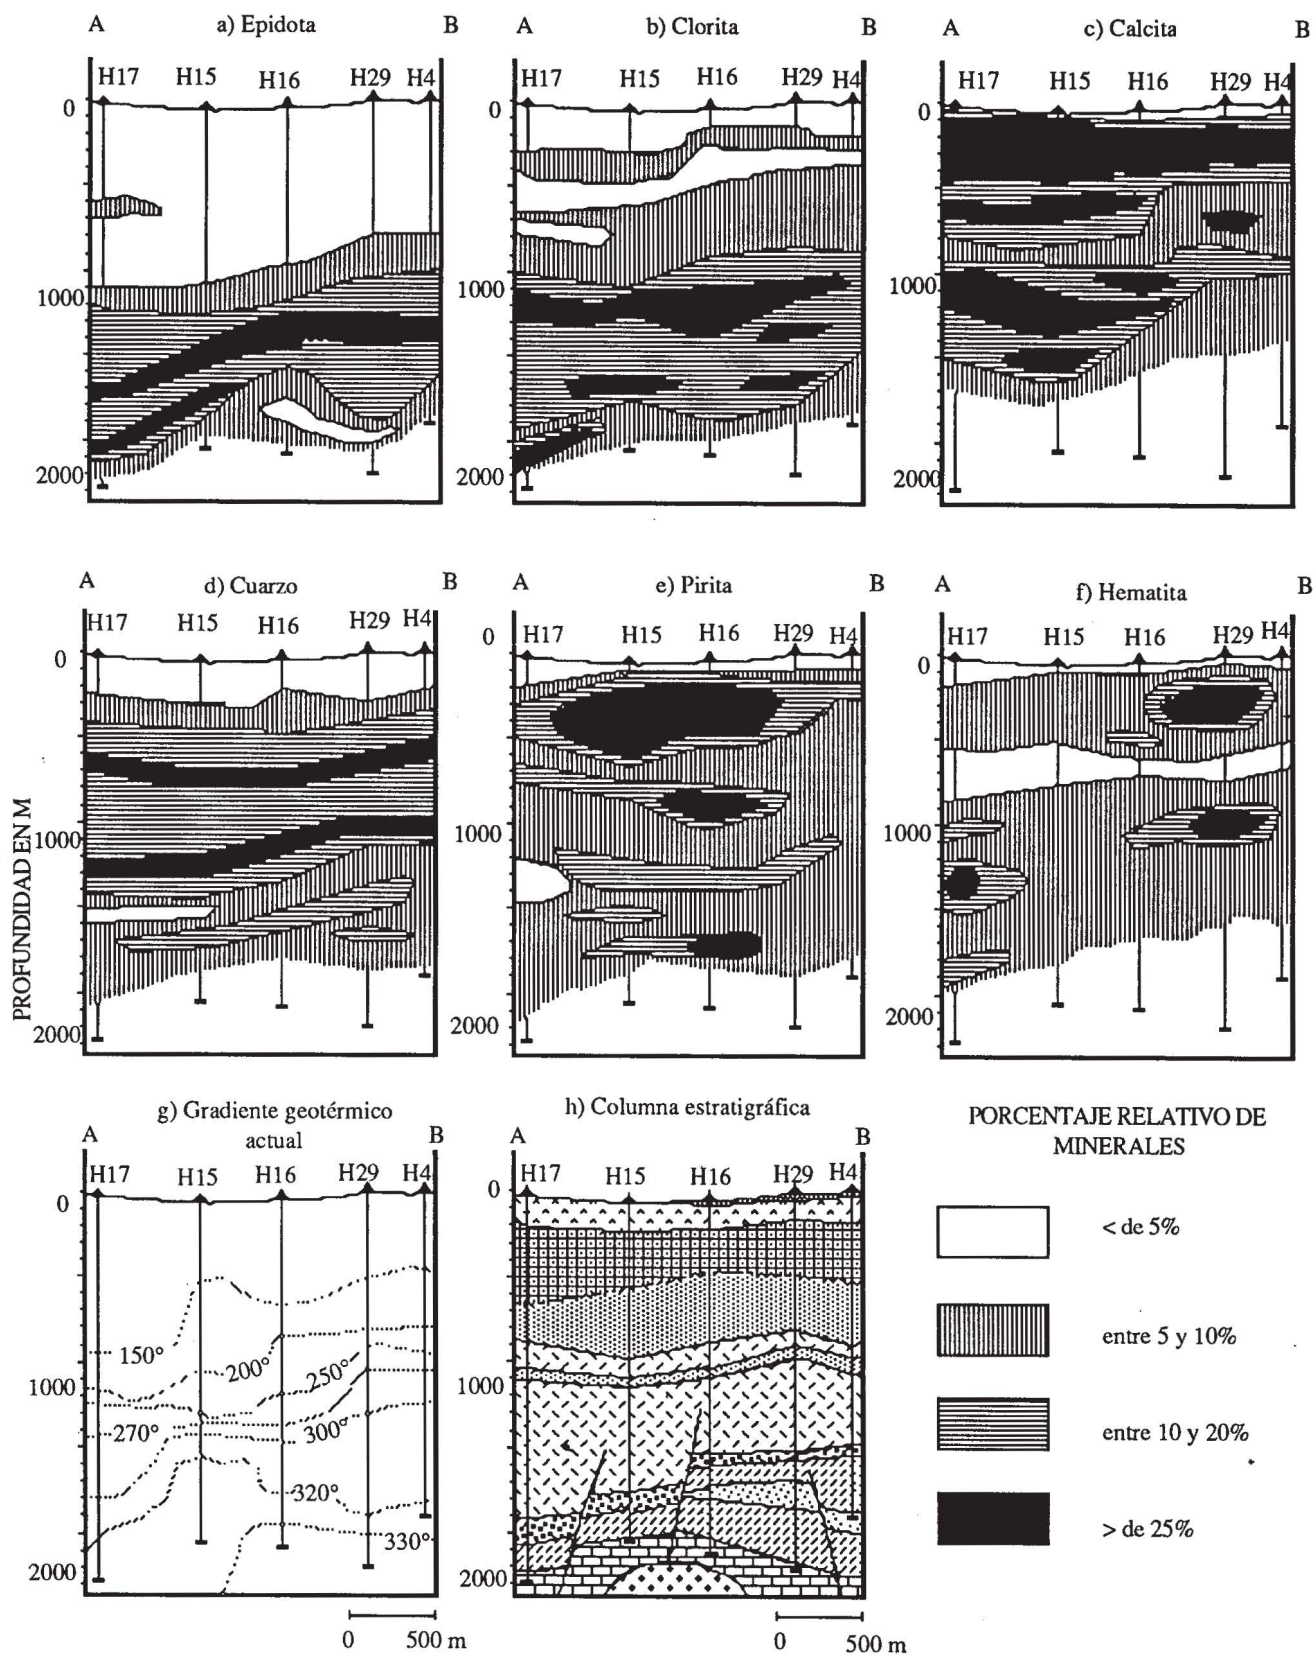 A a) Epidota B
H17 H15 H16 H29 H4
0
1000
2000
A b) Clorita B
H17 H15 H16 H29 H4
0
1000
2000
A c) Calcita B
H17 H15 H16 H29 H4
0
1000
2000
PROFUNDIDAD EN M
A d) Cuarzo B
H17 H15 H16 H29 H4
0
1000
2000
A e) Pirita B
H17 H15 H16 H29 H4
0
1000
2000
A f) Hematita B
H17 H15 H16 H29 H4
0
1000
2000
g) Gradiente geotérmico
A actual B
H17 H15 H16 H29 H4
0
150°
200° 250°
1000
270° 300°
320°
330°
2000
0 500 m
h) Columna estratigráfica
A B
H17 H15 H16 H29 H4
0
1000
2000
0 500 m
PORCENTAJE RELATIVO DE
MINERALES
< de 5%
entre 5 y 10%
entre 10 y 20%
> de 25%